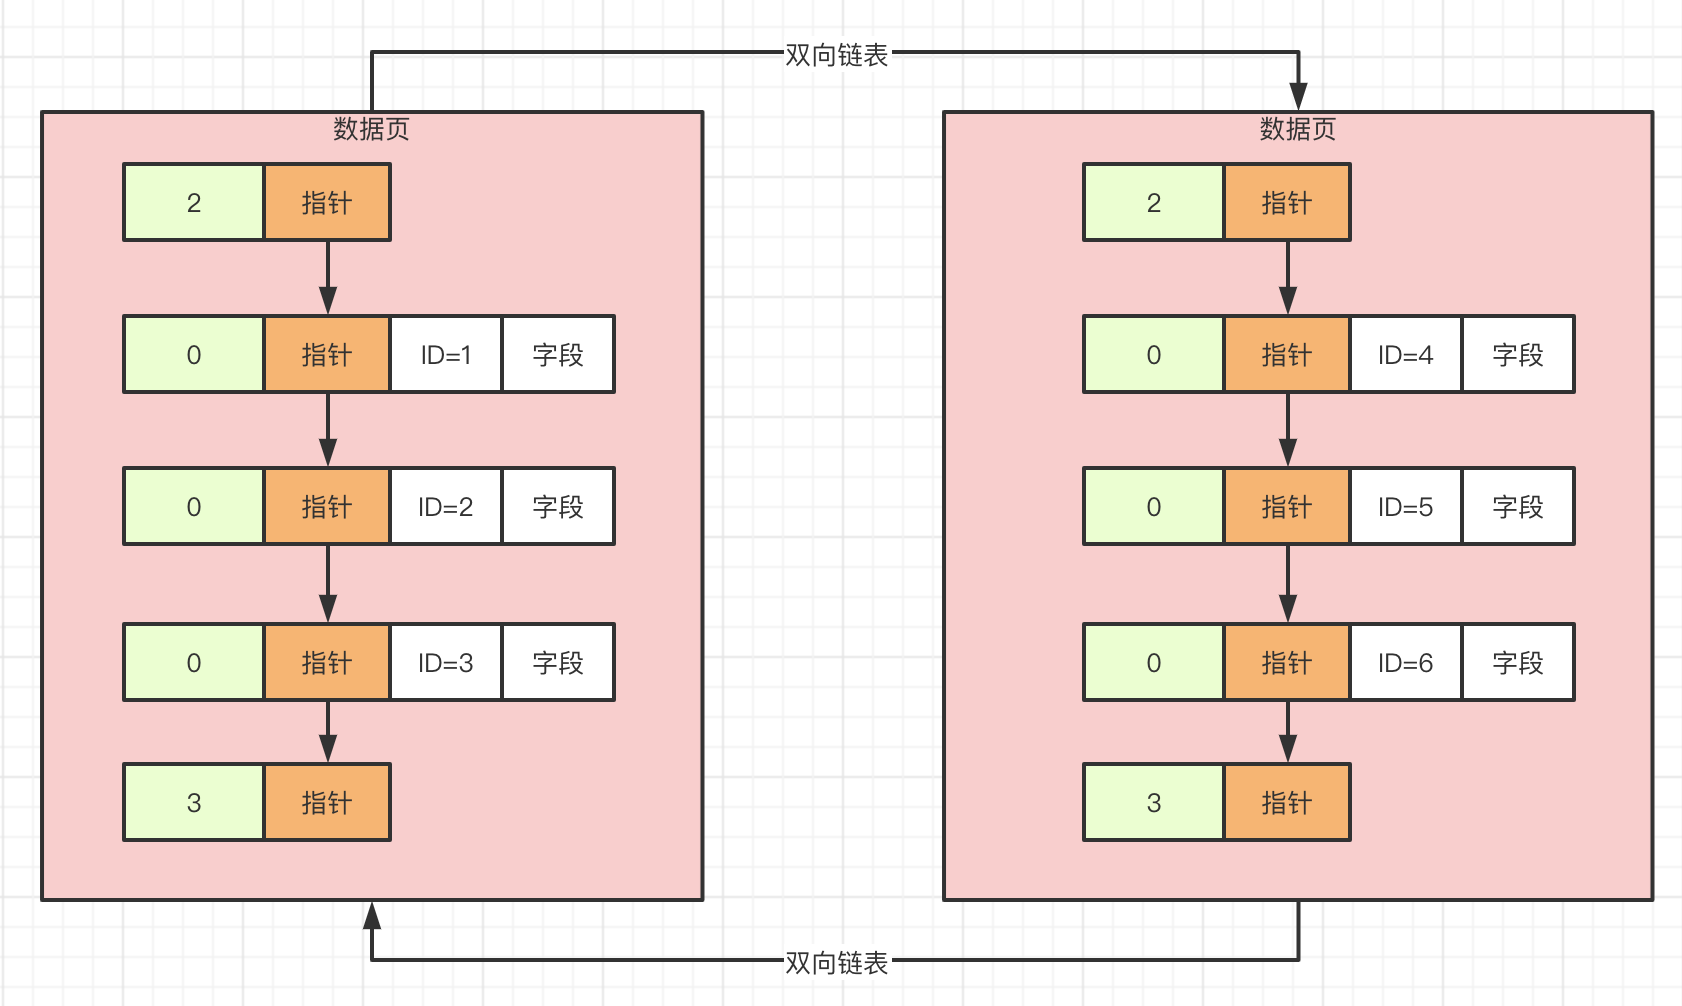 双向链表
数据页
2 指针
0 指针 ID=1 字段
0 指针 ID=2 字段
0 指针 ID=3 字段
3 指针
数据页
2 指针
0 指针 ID=4 字段
0 指针 ID=5 字段
0 指针 ID=6 字段
3 指针
双向链表